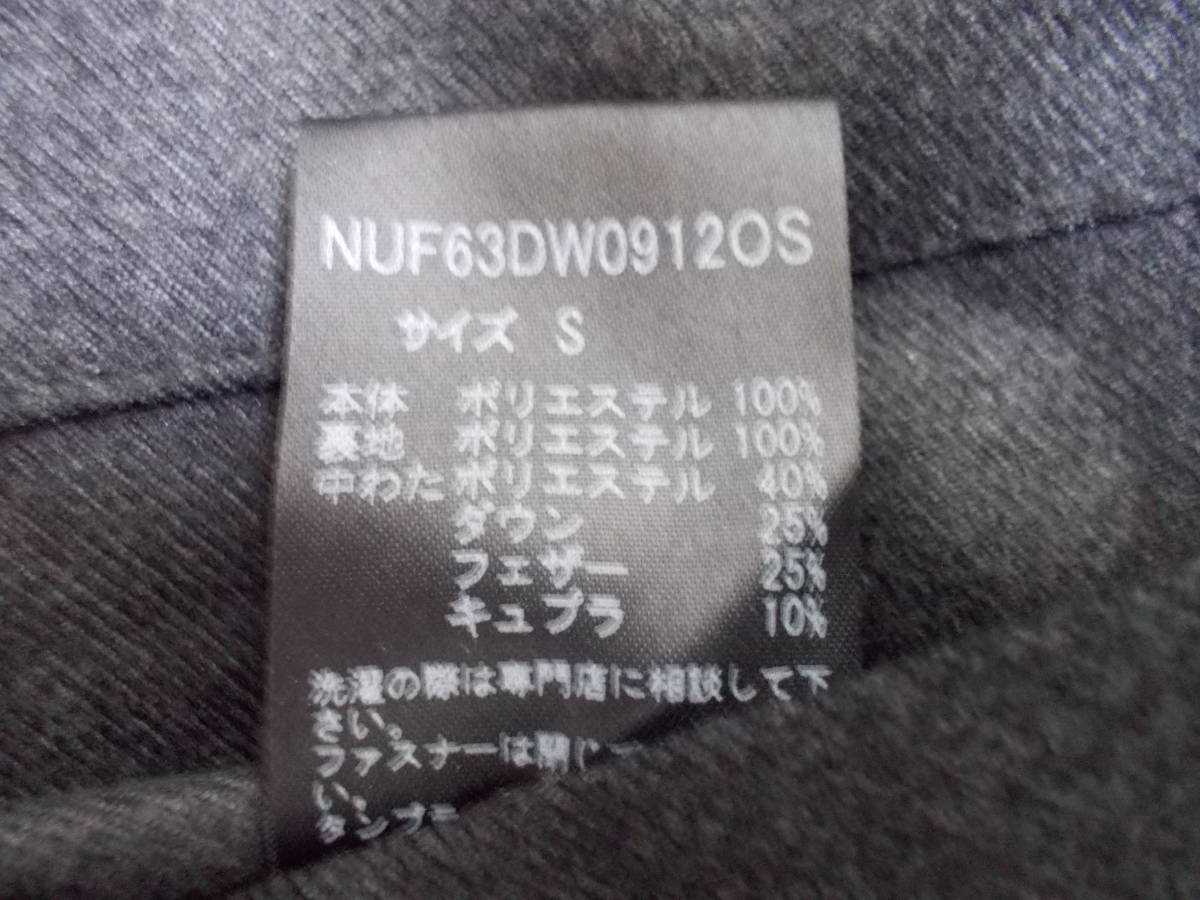 NUF63DW0912OS
サイズ S
本体 ポリエステル 100%
裏地 ポリエステル 100%
中わた ポリエステル 40%
ダウン 25%
フェザー 25%
キュプラ 10%
洗濯の際は専門店に相談して下
さい。
ファスナーは閉じ
い。
タンブ